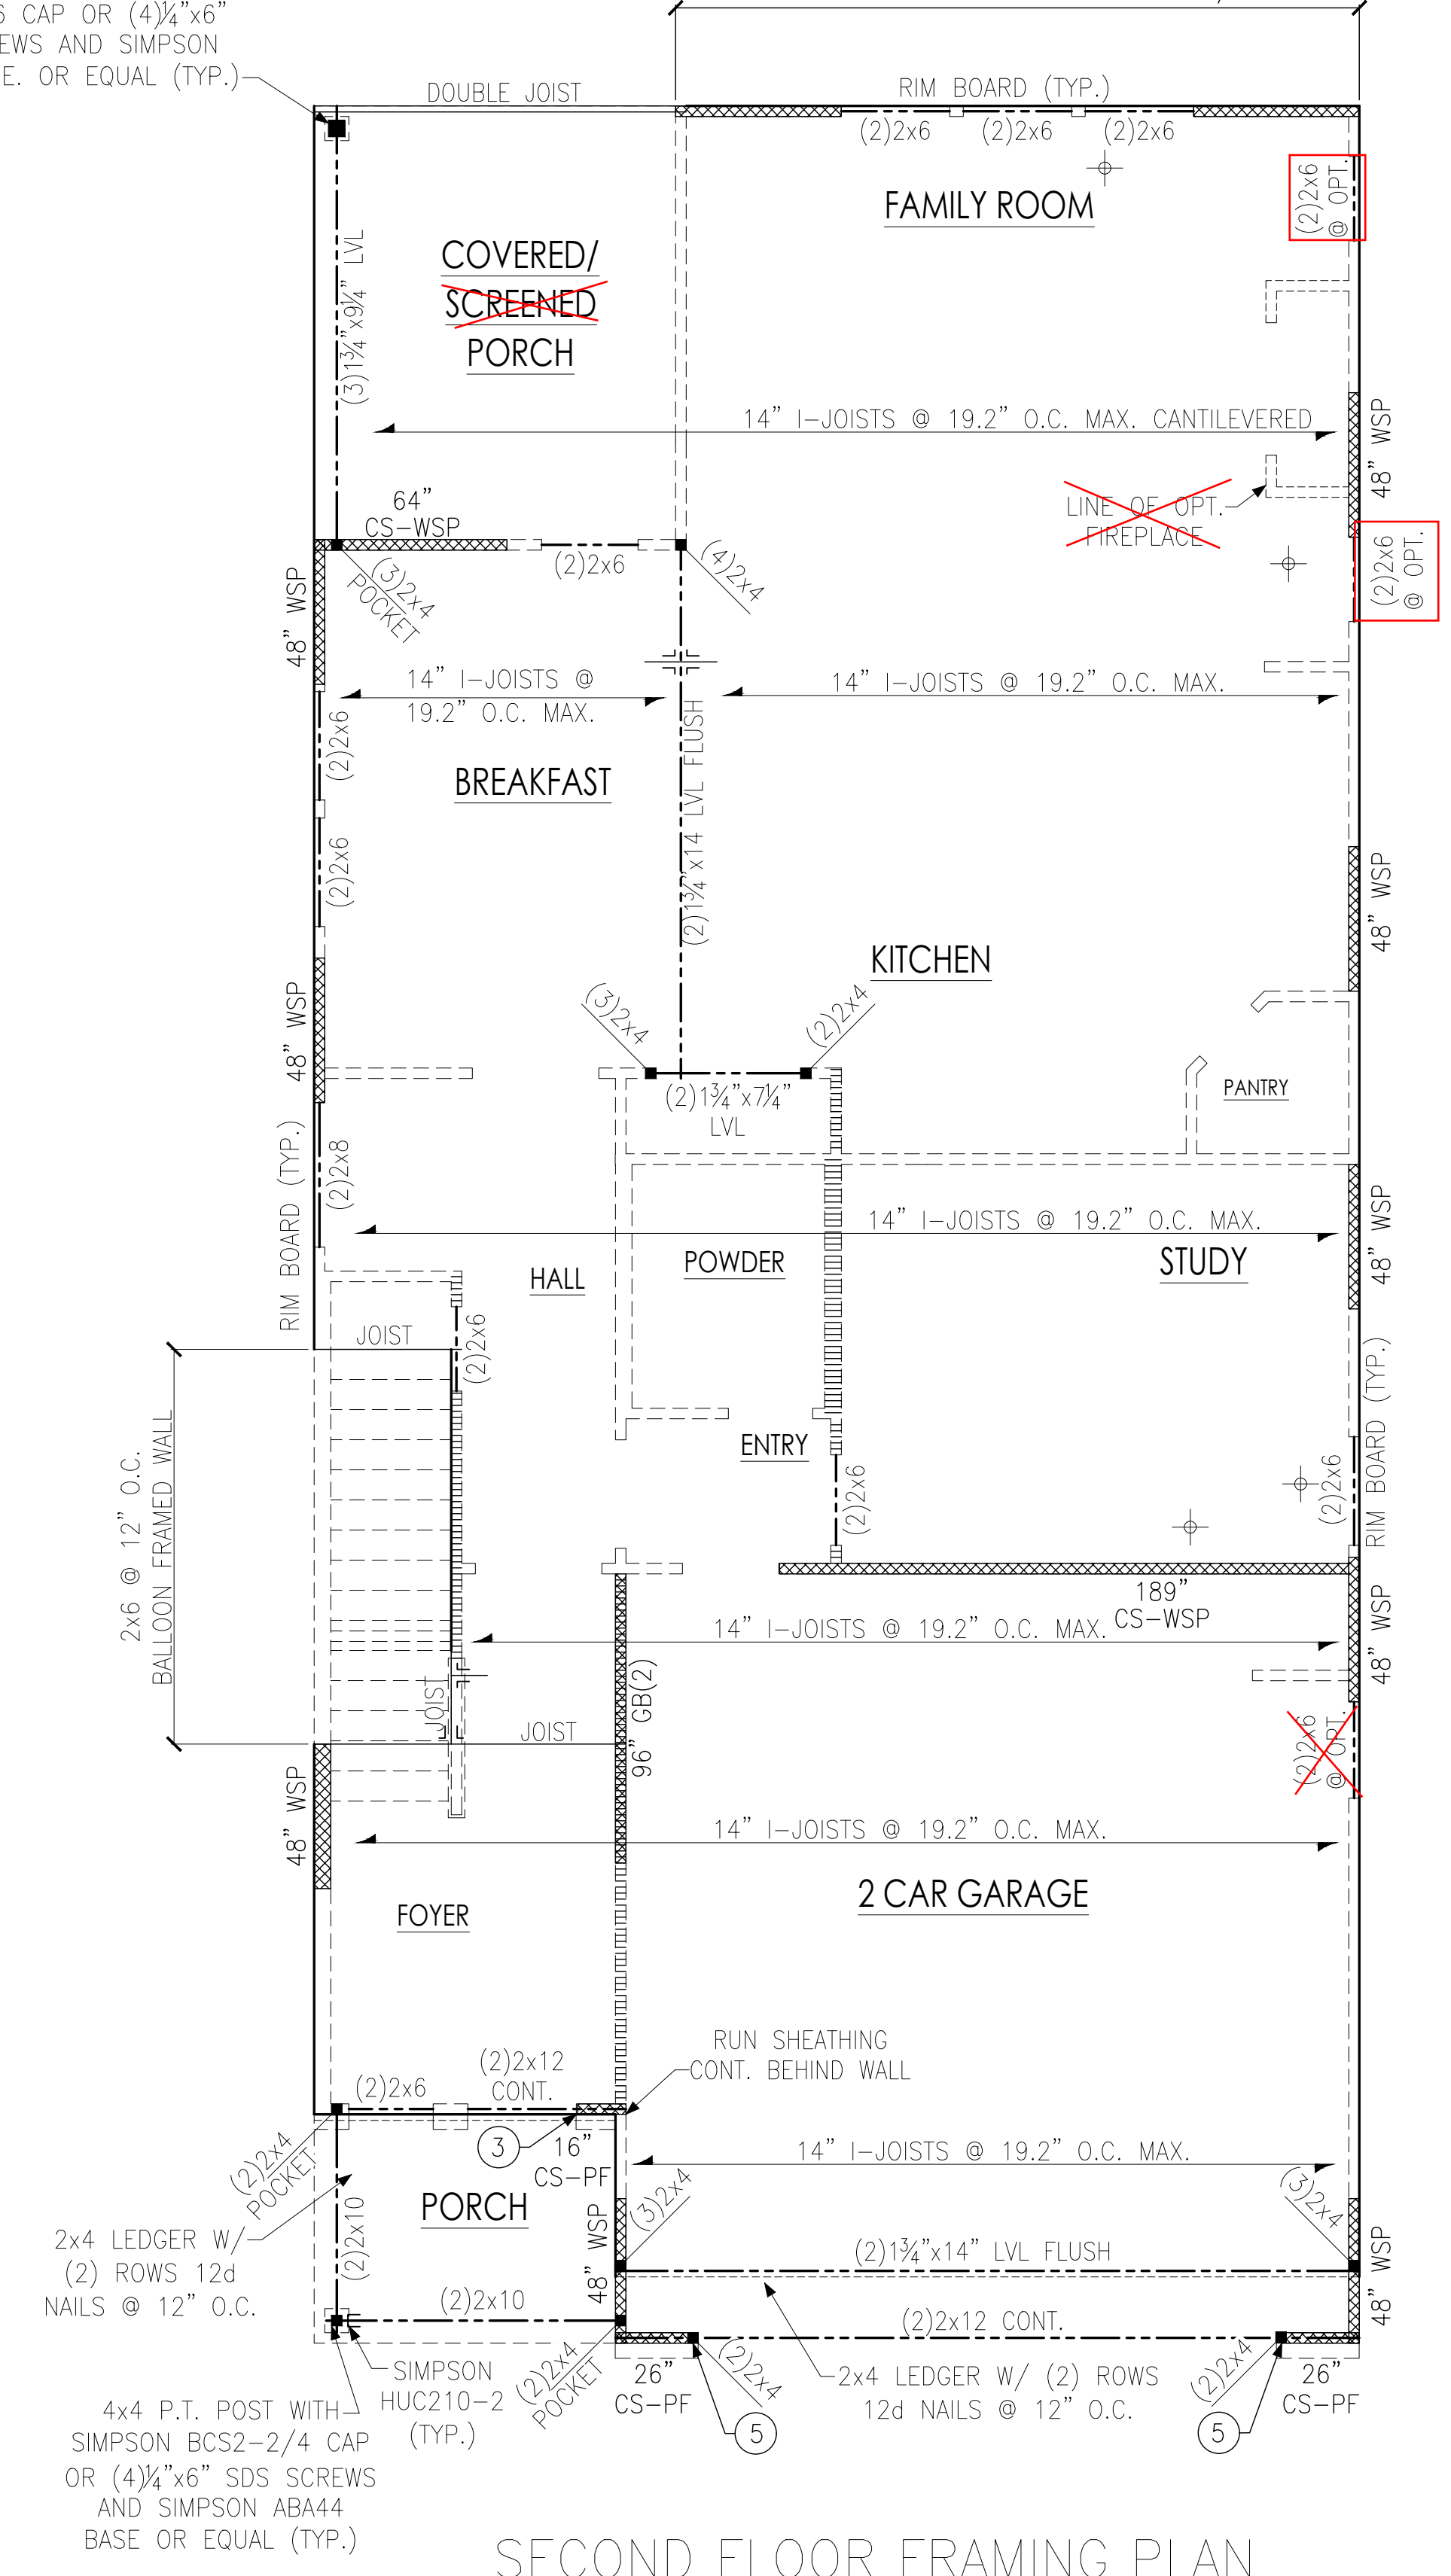 6 CAP OR (4)¼"x6"
EWS AND SIMPSON
E. OR EQUAL (TYP.)
DOUBLE JOIST
RIM BOARD (TYP.)
(2)2x6
(2)2x6
(2)2x6
(2)2x6
@ OPT.
FAMILY ROOM
COVERED/
SCREENED
PORCH
(3)1¾"x9¼" LVL
14" I-JOISTS @ 19.2" O.C. MAX. CANTILEVERED
48" WSP
LINE OF OPT.
FIREPLACE
64"
CS-WSP
(2)2x6
(3)2x4
POCKET
(4)2x4
(2)2x6
@ OPT.
48" WSP
14" I-JOISTS @
19.2" O.C. MAX.
14" I-JOISTS @ 19.2" O.C. MAX.
(2)2x6
(2)1¾"x14 LVL FLUSH
BREAKFAST
(2)2x6
48" WSP
KITCHEN
48" WSP
(3)2x4
(2)2x4
(2)1¾"x7¼"
LVL
PANTRY
RIM BOARD (TYP.)
(2)2x8
14" I-JOISTS @ 19.2" O.C. MAX.
48" WSP
HALL
POWDER
STUDY
JOIST
(2)2x6
2x6 @ 12" O.C.
BALLOON FRAMED WALL
ENTRY
(2)2x6
(2)2x6
RIM BOARD (TYP.)
189"
CS-WSP
14" I-JOISTS @ 19.2" O.C. MAX.
48" WSP
JOIST
JOIST
96" GB(2)
(2)2x6
@ OPT.
48" WSP
14" I-JOISTS @ 19.2" O.C. MAX.
2 CAR GARAGE
FOYER
RUN SHEATHING
CONT. BEHIND WALL
(2)2x6
(2)2x12
CONT.
3
16"
CS-PF
(2)2x4
POCKET
14" I-JOISTS @ 19.2" O.C. MAX.
PORCH
(2)2x10
48" WSP
(3)2x4
(3)2x4
48" WSP
2x4 LEDGER W/
(2) ROWS 12d
NAILS @ 12" O.C.
(2)1¾"x14" LVL FLUSH
(2)2x10
(2)2x12 CONT.
SIMPSON
HUC210-2
(TYP.)
(2)2x4
POCKET
26"
CS-PF
(2)2x4
5
2x4 LEDGER W/ (2) ROWS
12d NAILS @ 12" O.C.
(2)2x4
5
26"
CS-PF
4x4 P.T. POST WITH
SIMPSON BCS2-2/4 CAP
OR (4)¼"x6" SDS SCREWS
AND SIMPSON ABA44
BASE OR EQUAL (TYP.)
SECOND FLOOR FRAMING PLAN